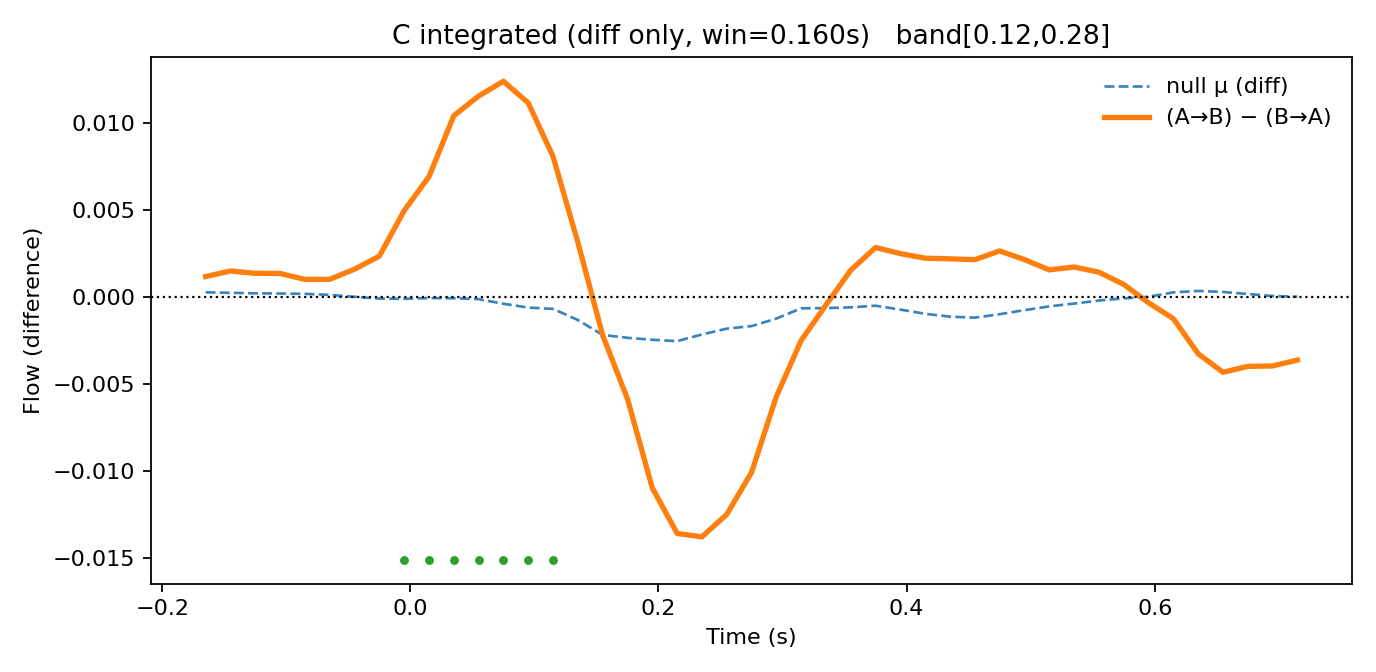 C integrated (diff only, win=0.160s)   band[0.12,0.28]
null μ (diff)
(A→B) − (B→A)
0.010
0.005
0.000
−0.005
−0.010
−0.015
Flow (difference)
−0.2
0.0
0.2
0.4
0.6
Time (s)